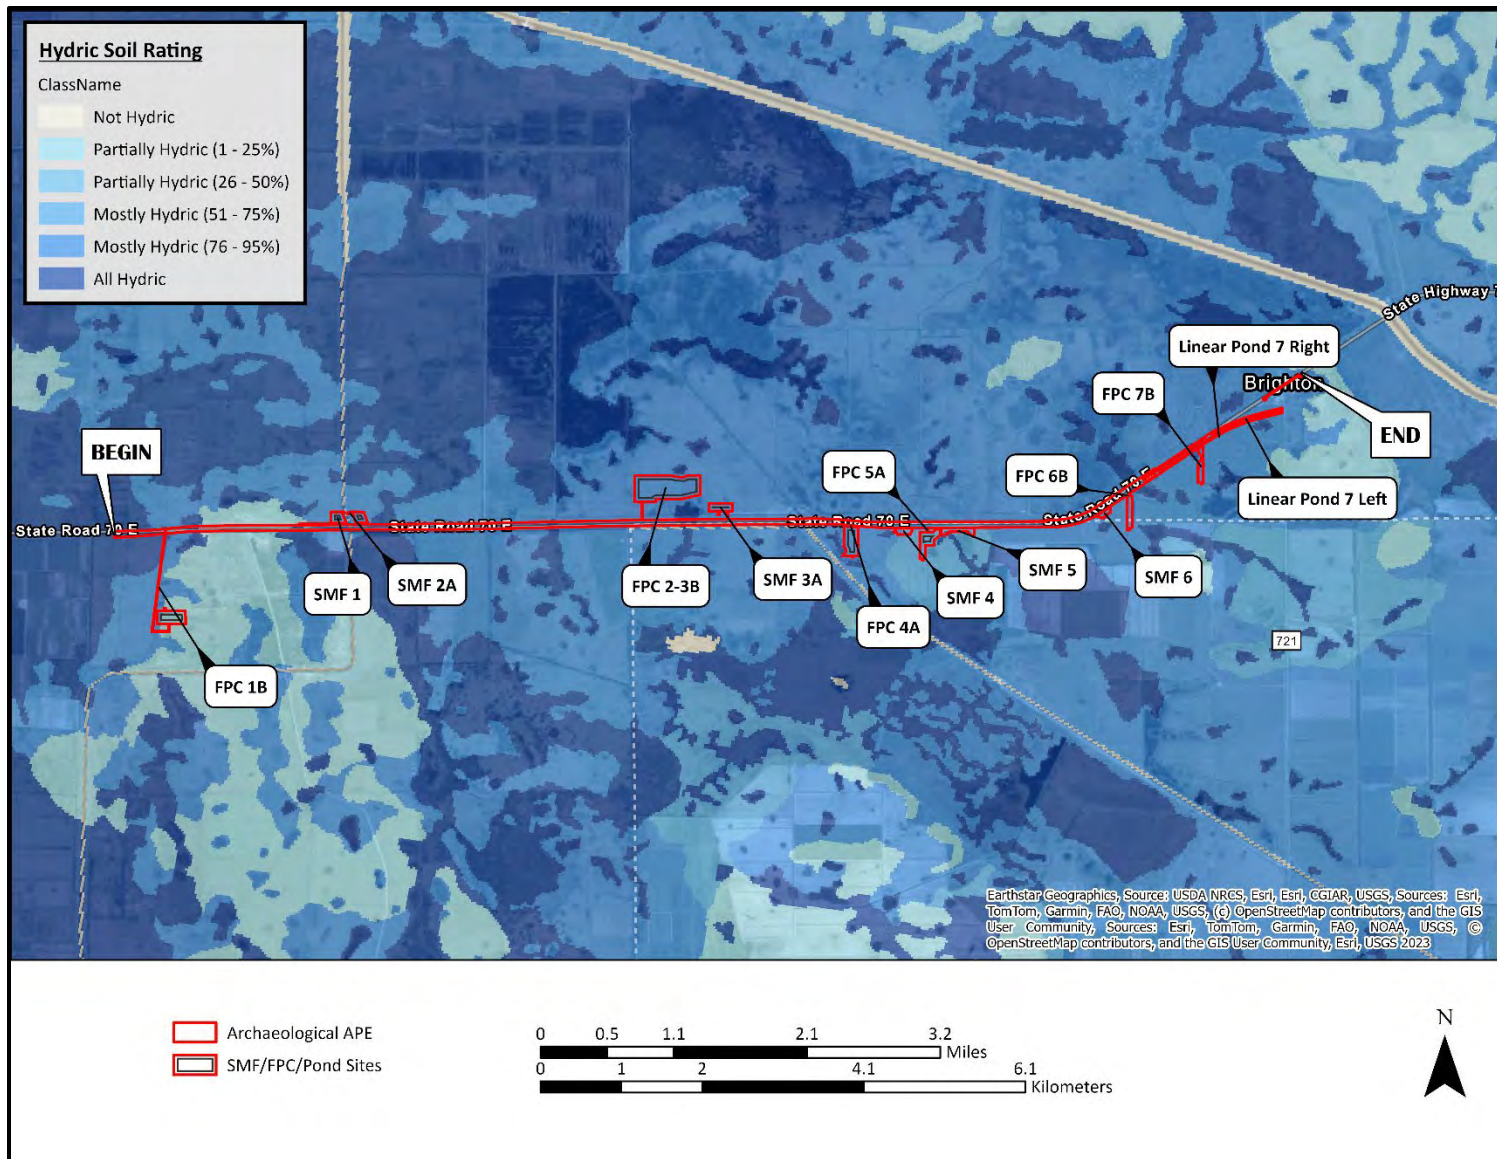 Hydric Soil Rating
ClassName
Not Hydric
Partially Hydric (1 - 25%)
Partially Hydric (26 - 50%)
Mostly Hydric (51 - 75%)
Mostly Hydric (76 - 95%)
All Hydric
State Highway 7
Linear Pond 7 Right
Brighton
FPC 7B
END
BEGIN
FPC 5A
FPC 6B
Linear Pond 7 Left
State Road 70 E
State Road 70 E
State Road 70 E
State Road 70 E
SMF 1
SMF 2A
FPC 2-3B
SMF 3A
SMF 5
SMF 6
SMF 4
FPC 4A
721
FPC 1B
Earthstar Geographics, Source: USDA NRCS, Esri, Esri, CGIAR, USGS, Sources: Esri,
TomTom, Garmin, FAO, NOAA, USGS, (c) OpenStreetMap contributors, and the GIS
User Community, Sources: Esri, TomTom, Garmin, FAO, NOAA, USGS, ©
OpenStreetMap contributors, and the GIS User Community, Esri, USGS 2023
Archaeological APE
SMF/FPC/Pond Sites
0 0.5 1.1 2.1 3.2
Miles
0 1 2 4.1 6.1
Kilometers
N